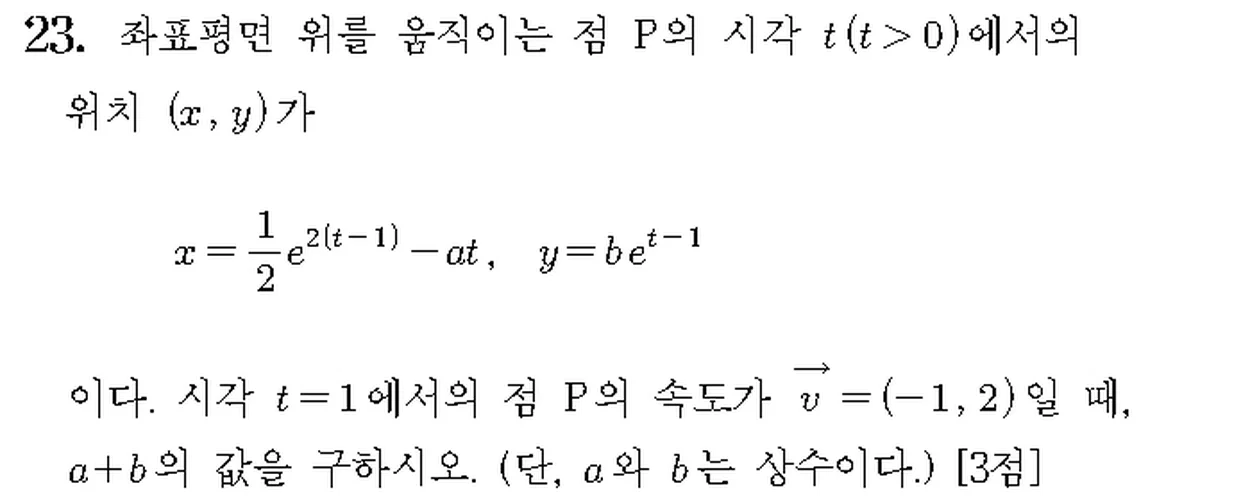 23. 좌표평면 위를 움직이는 점 P의 시각 t(t>0)에서의
위치 (x, y)가
x = \frac{1}{2}e^{2(t-1)} - at, y = be^{t-1}
이다. 시각 t=1에서의 점 P의 속도가 \vec{v} = (-1, 2)일 때,
a+b의 값을 구하시오. (단, a와 b는 상수이다.) [3점]